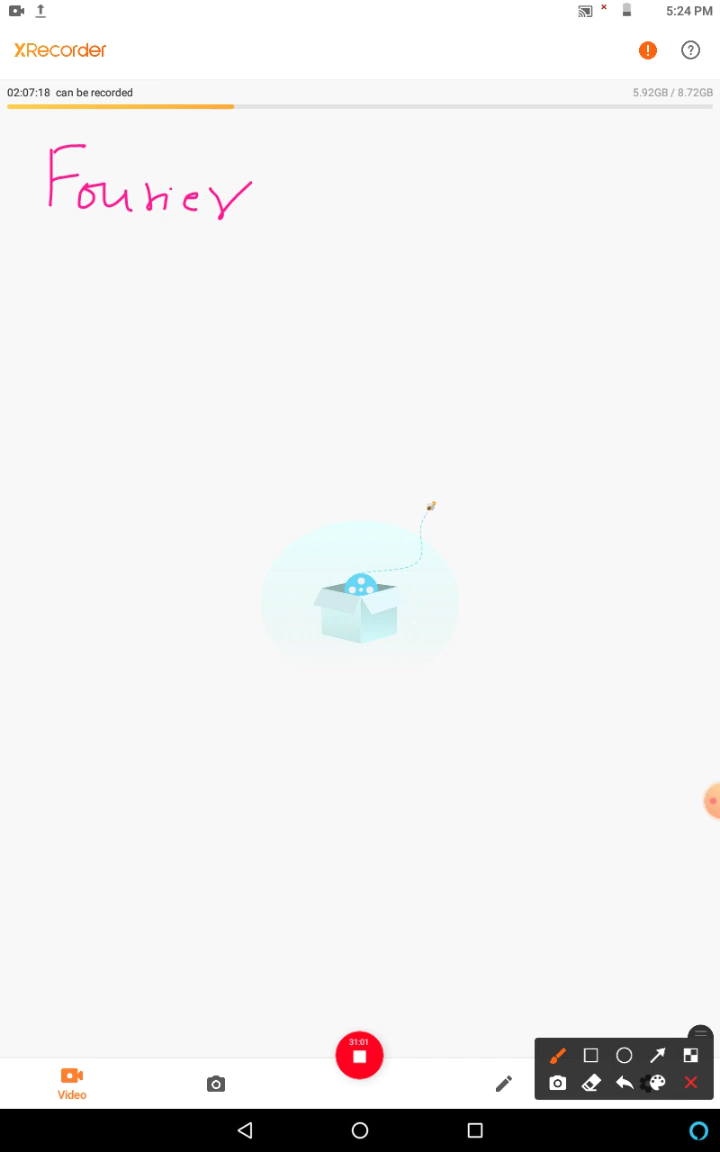 5:24 PM
XRecorder
02:07:18 can be recorded 5.92GB / 8.72GB
Fourier
31:01
Video